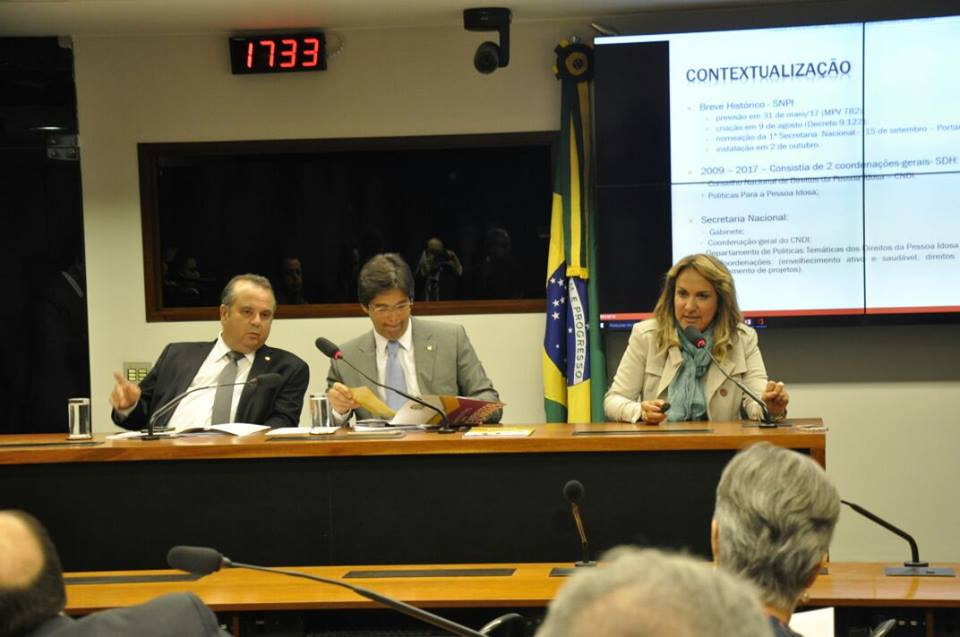 1733
CONTEXTUALIZAÇÃO
Breve Histórico - SNPI
previsão em 31 de maio/17 (MPV 782)
criação em 9 de agosto (Decreto 9.122)
nomeação da 1ª Secretaria Nacional - 15 de setembro – Portar
instalação em 2 de outubro.
2009 – 2017 – Consistia de 2 coordenações-gerais- SDH:
Conselho Nacional de Direitos da Pessoa Idosa – CNDI;
Políticas Para a Pessoa Idosa;
Secretaria Nacional:
Gabinete;
Coordenação-geral do CNDI;
Departamento de Políticas Temáticas dos Direitos da Pessoa Idosa
coordenações: (envelhecimento ativo e saudável, direitos
de projetos).
E PROGRESSO